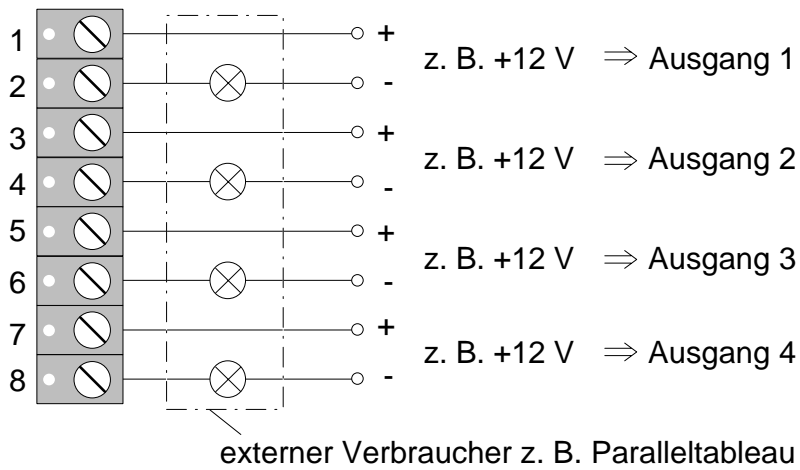 1 +
z. B. +12 V ⇒ Ausgang 1
2 -
3 +
z. B. +12 V ⇒ Ausgang 2
4 -
5 +
z. B. +12 V ⇒ Ausgang 3
6 -
7 +
z. B. +12 V ⇒ Ausgang 4
8 -
externer Verbraucher z. B. Paralleltableau